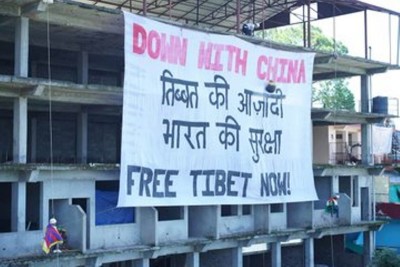 DOWN WITH CHINA
तिब्बत की आज़ादी
भारत की सुरक्षा
FREE TIBET NOW!